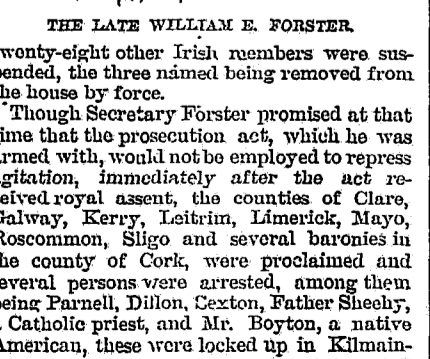 THE LATE WILLIAM E. FORSTER.
wenty-eight other Irish members were sus-
pended, the three named being removed from
he house by force.
Though Secretary Forster promised at that
ime that the prosecution act, which he was
rmed with, would not be employed to repress
gitation, immediately after the act re-
eived royal assent, the counties of Clare,
Galway, Kerry, Leitrim, Limerick, Mayo,
Roscommon, Sligo and several baronies in
he county of Cork, were proclaimed and
everal persons were arrested, among them
being Parnell, Dillon, Cexton, Father Sheehy,
Catholic priest, and Mr. Boyton, a native
American, these were locked up in Kilmain-